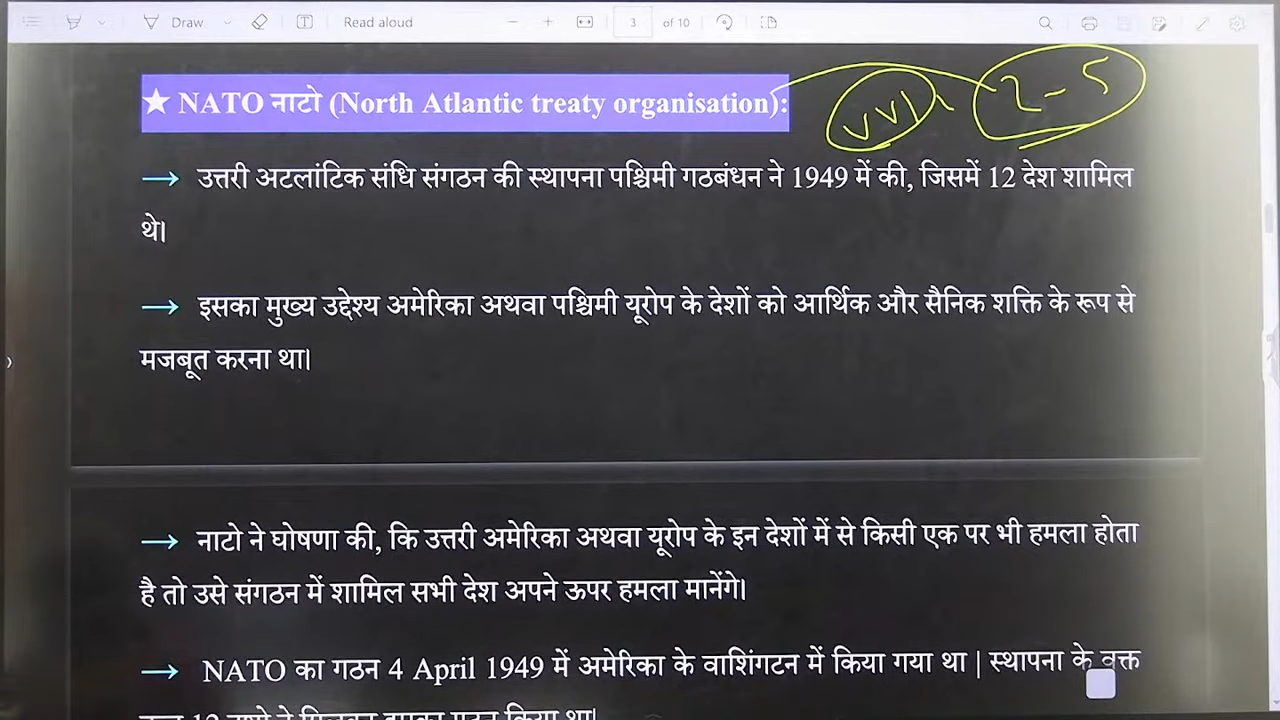 Draw
Read aloud
3 of 10
★ NATO नाटो (North Atlantic treaty organisation):
VVI
2-5
→ उत्तरी अटलांटिक संधि संगठन की स्थापना पश्चिमी गठबंधन ने 1949 में की, जिसमें 12 देश शामिल
थे।
→ इसका मुख्य उद्देश्य अमेरिका अथवा पश्चिमी यूरोप के देशों को आर्थिक और सैनिक शक्ति के रूप से
मजबूत करना था।
→ नाटो ने घोषणा की, कि उत्तरी अमेरिका अथवा यूरोप के इन देशों में से किसी एक पर भी हमला होता
है तो उसे संगठन में शामिल सभी देश अपने ऊपर हमला मानेंगे।
→ NATO का गठन 4 April 1949 में अमेरिका के वाशिंगटन में किया गया था | स्थापना के वक्त